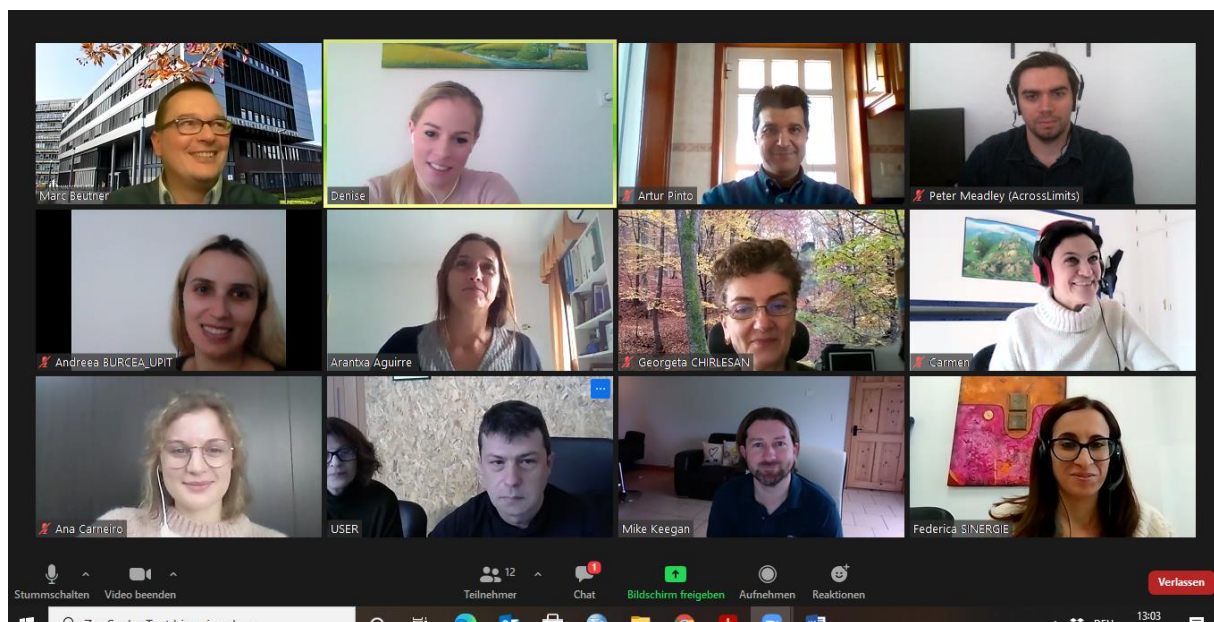 Marc Beutner
Denise
Artur Pinto
Peter Meadley (AcrossLimits)
Andreea BURCEA_UPIT
Arantxa Aguirre
Georgeta CHIRLESAN
Carmen
Ana Carneiro
USER
Mike Keegan
Federica SINERGIE
12
1
Stummschalten
Video beenden
Teilnehmer
Chat
Bildschirm freigeben
Aufnehmen
Reaktionen
Verlassen
13:03